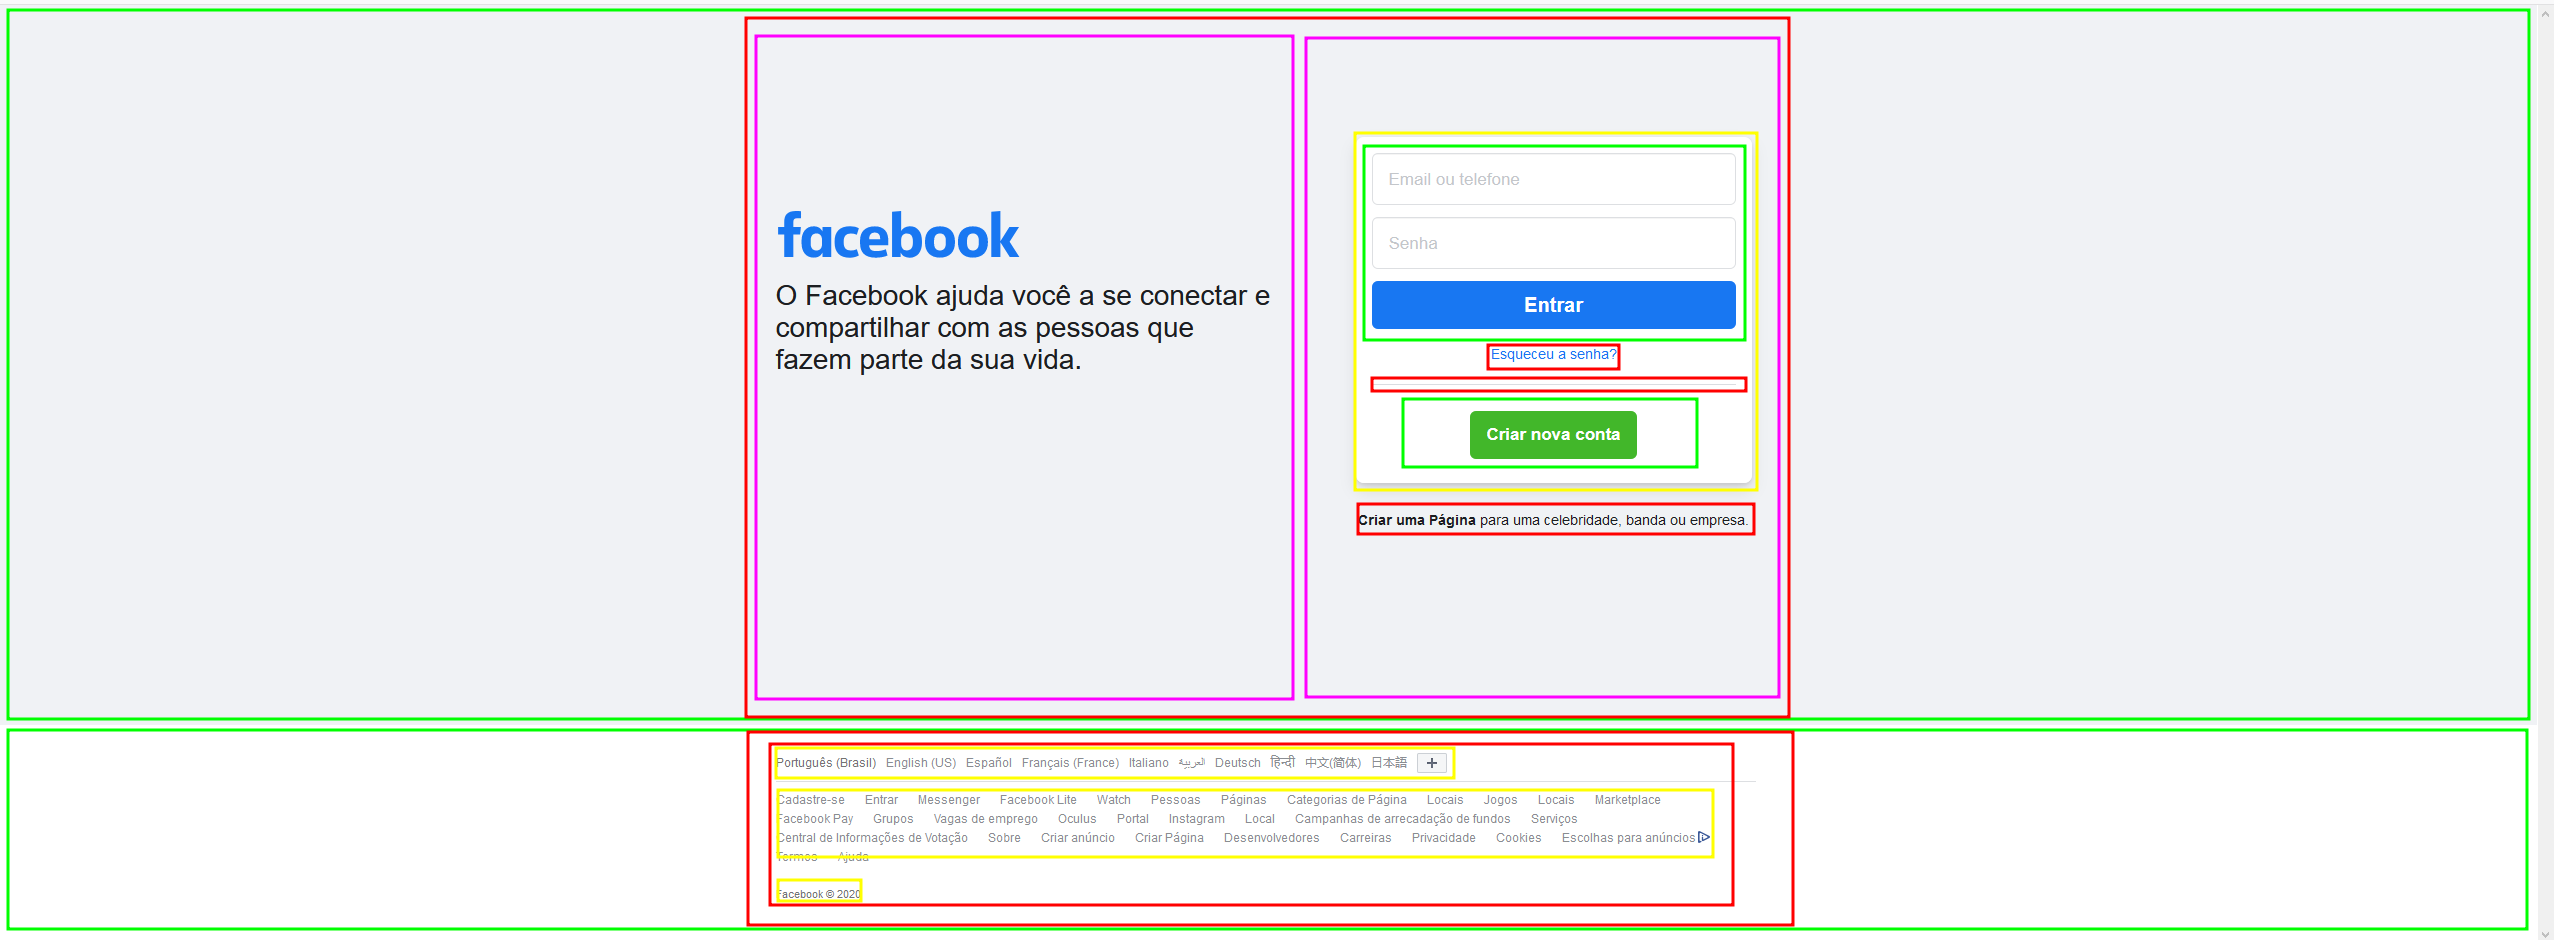 facebook
O Facebook ajuda você a se conectar e
compartilhar com as pessoas que
fazem parte da sua vida.
Email ou telefone
Senha
Entrar
Esqueceu a senha?
Criar nova conta
Criar uma Página para uma celebridade, banda ou empresa.
Português (Brasil) English (US) Español Français (France) Italiano العربية Deutsch हिन्दी 中文(简体) 日本語 +
Cadastre-se Entrar Messenger Facebook Lite Watch Pessoas Páginas Categorias de Página Locais Jogos Locais Marketplace
Facebook Pay Grupos Vagas de emprego Oculus Portal Instagram Local Campanhas de arrecadação de fundos Serviços
Central de Informações de Votação Sobre Criar anúncio Criar Página Desenvolvedores Carreiras Privacidade Cookies Escolhas para anúncios
Termos Ajuda
Facebook © 2020